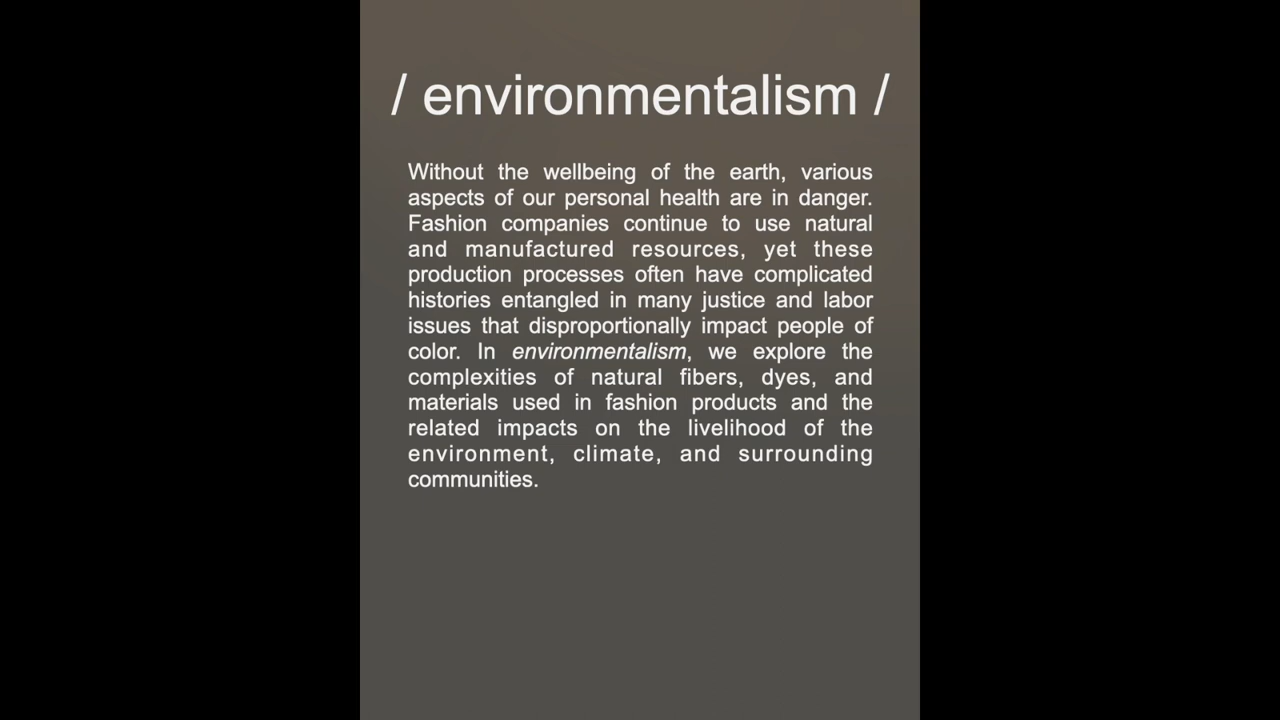 / environmentalism /
Without the wellbeing of the earth, various
aspects of our personal health are in danger.
Fashion companies continue to use natural
and manufactured resources, yet these
production processes often have complicated
histories entangled in many justice and labor
issues that disproportionally impact people of
color. In environmentalism, we explore the
complexities of natural fibers, dyes, and
materials used in fashion products and the
related impacts on the livelihood of the
environment, climate, and surrounding
communities.